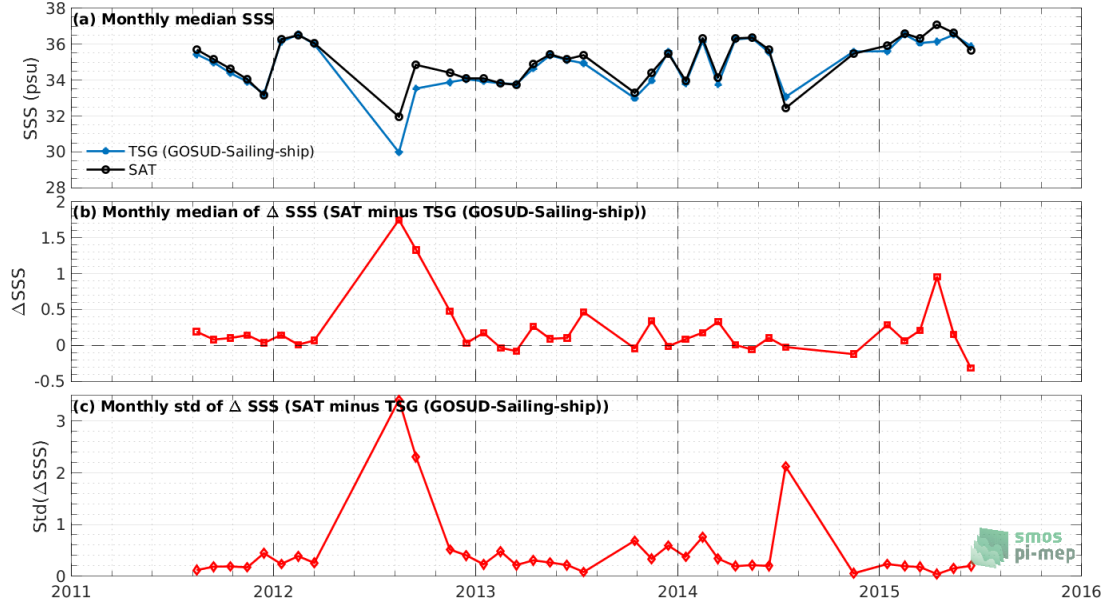 (a) Monthly median SSS
36
34
32
30
28
SSS (psu)
TSG (GOSUD-Sailing-ship)
SAT
(b) Monthly median of Δ SSS (SAT minus TSG (GOSUD-Sailing-ship))
2
1.5
1
0.5
0
-0.5
ΔSSS
(c) Monthly std of Δ SSS (SAT minus TSG (GOSUD-Sailing-ship))
3
2
1
0
Std(ΔSSS)
smos
pi-mep
2011
2012
2013
2014
2015
2016